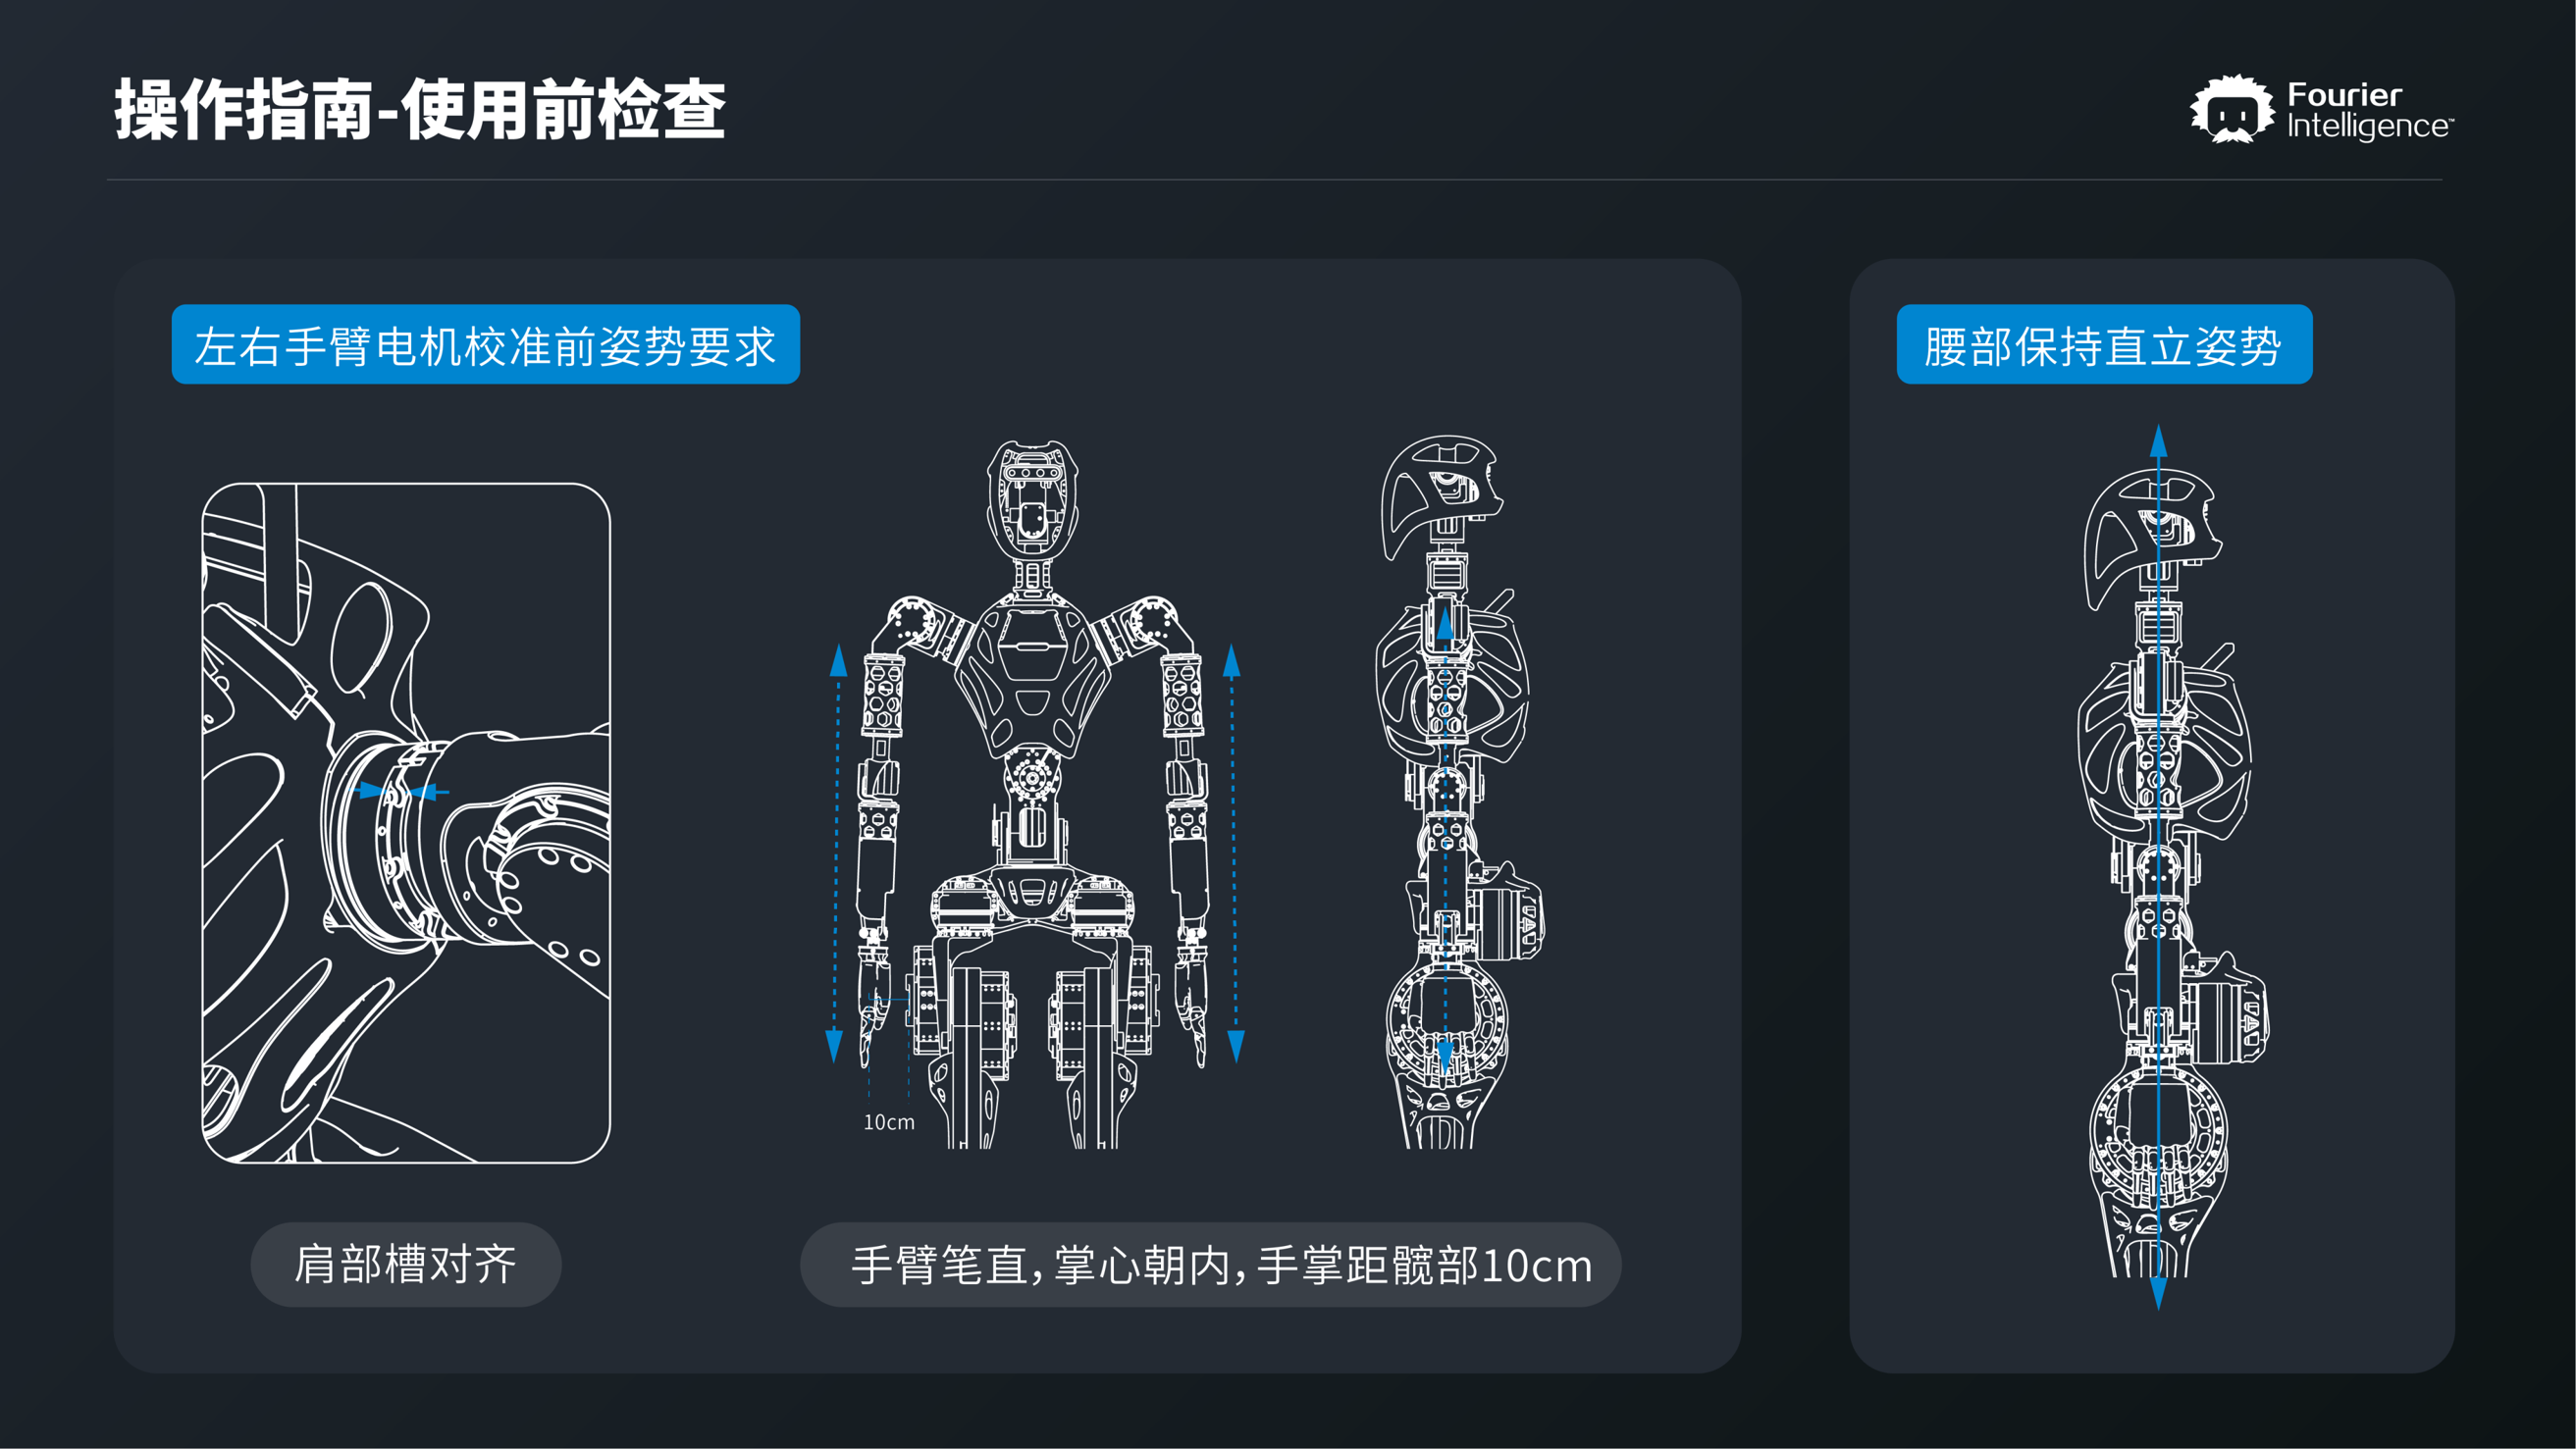 操作指南-使用前检查
Fourier
Intelligence™
左右手臂电机校准前姿势要求
腰部保持直立姿势
10cm
肩部槽对齐
手臂笔直，掌心朝内，手掌距髋部10cm